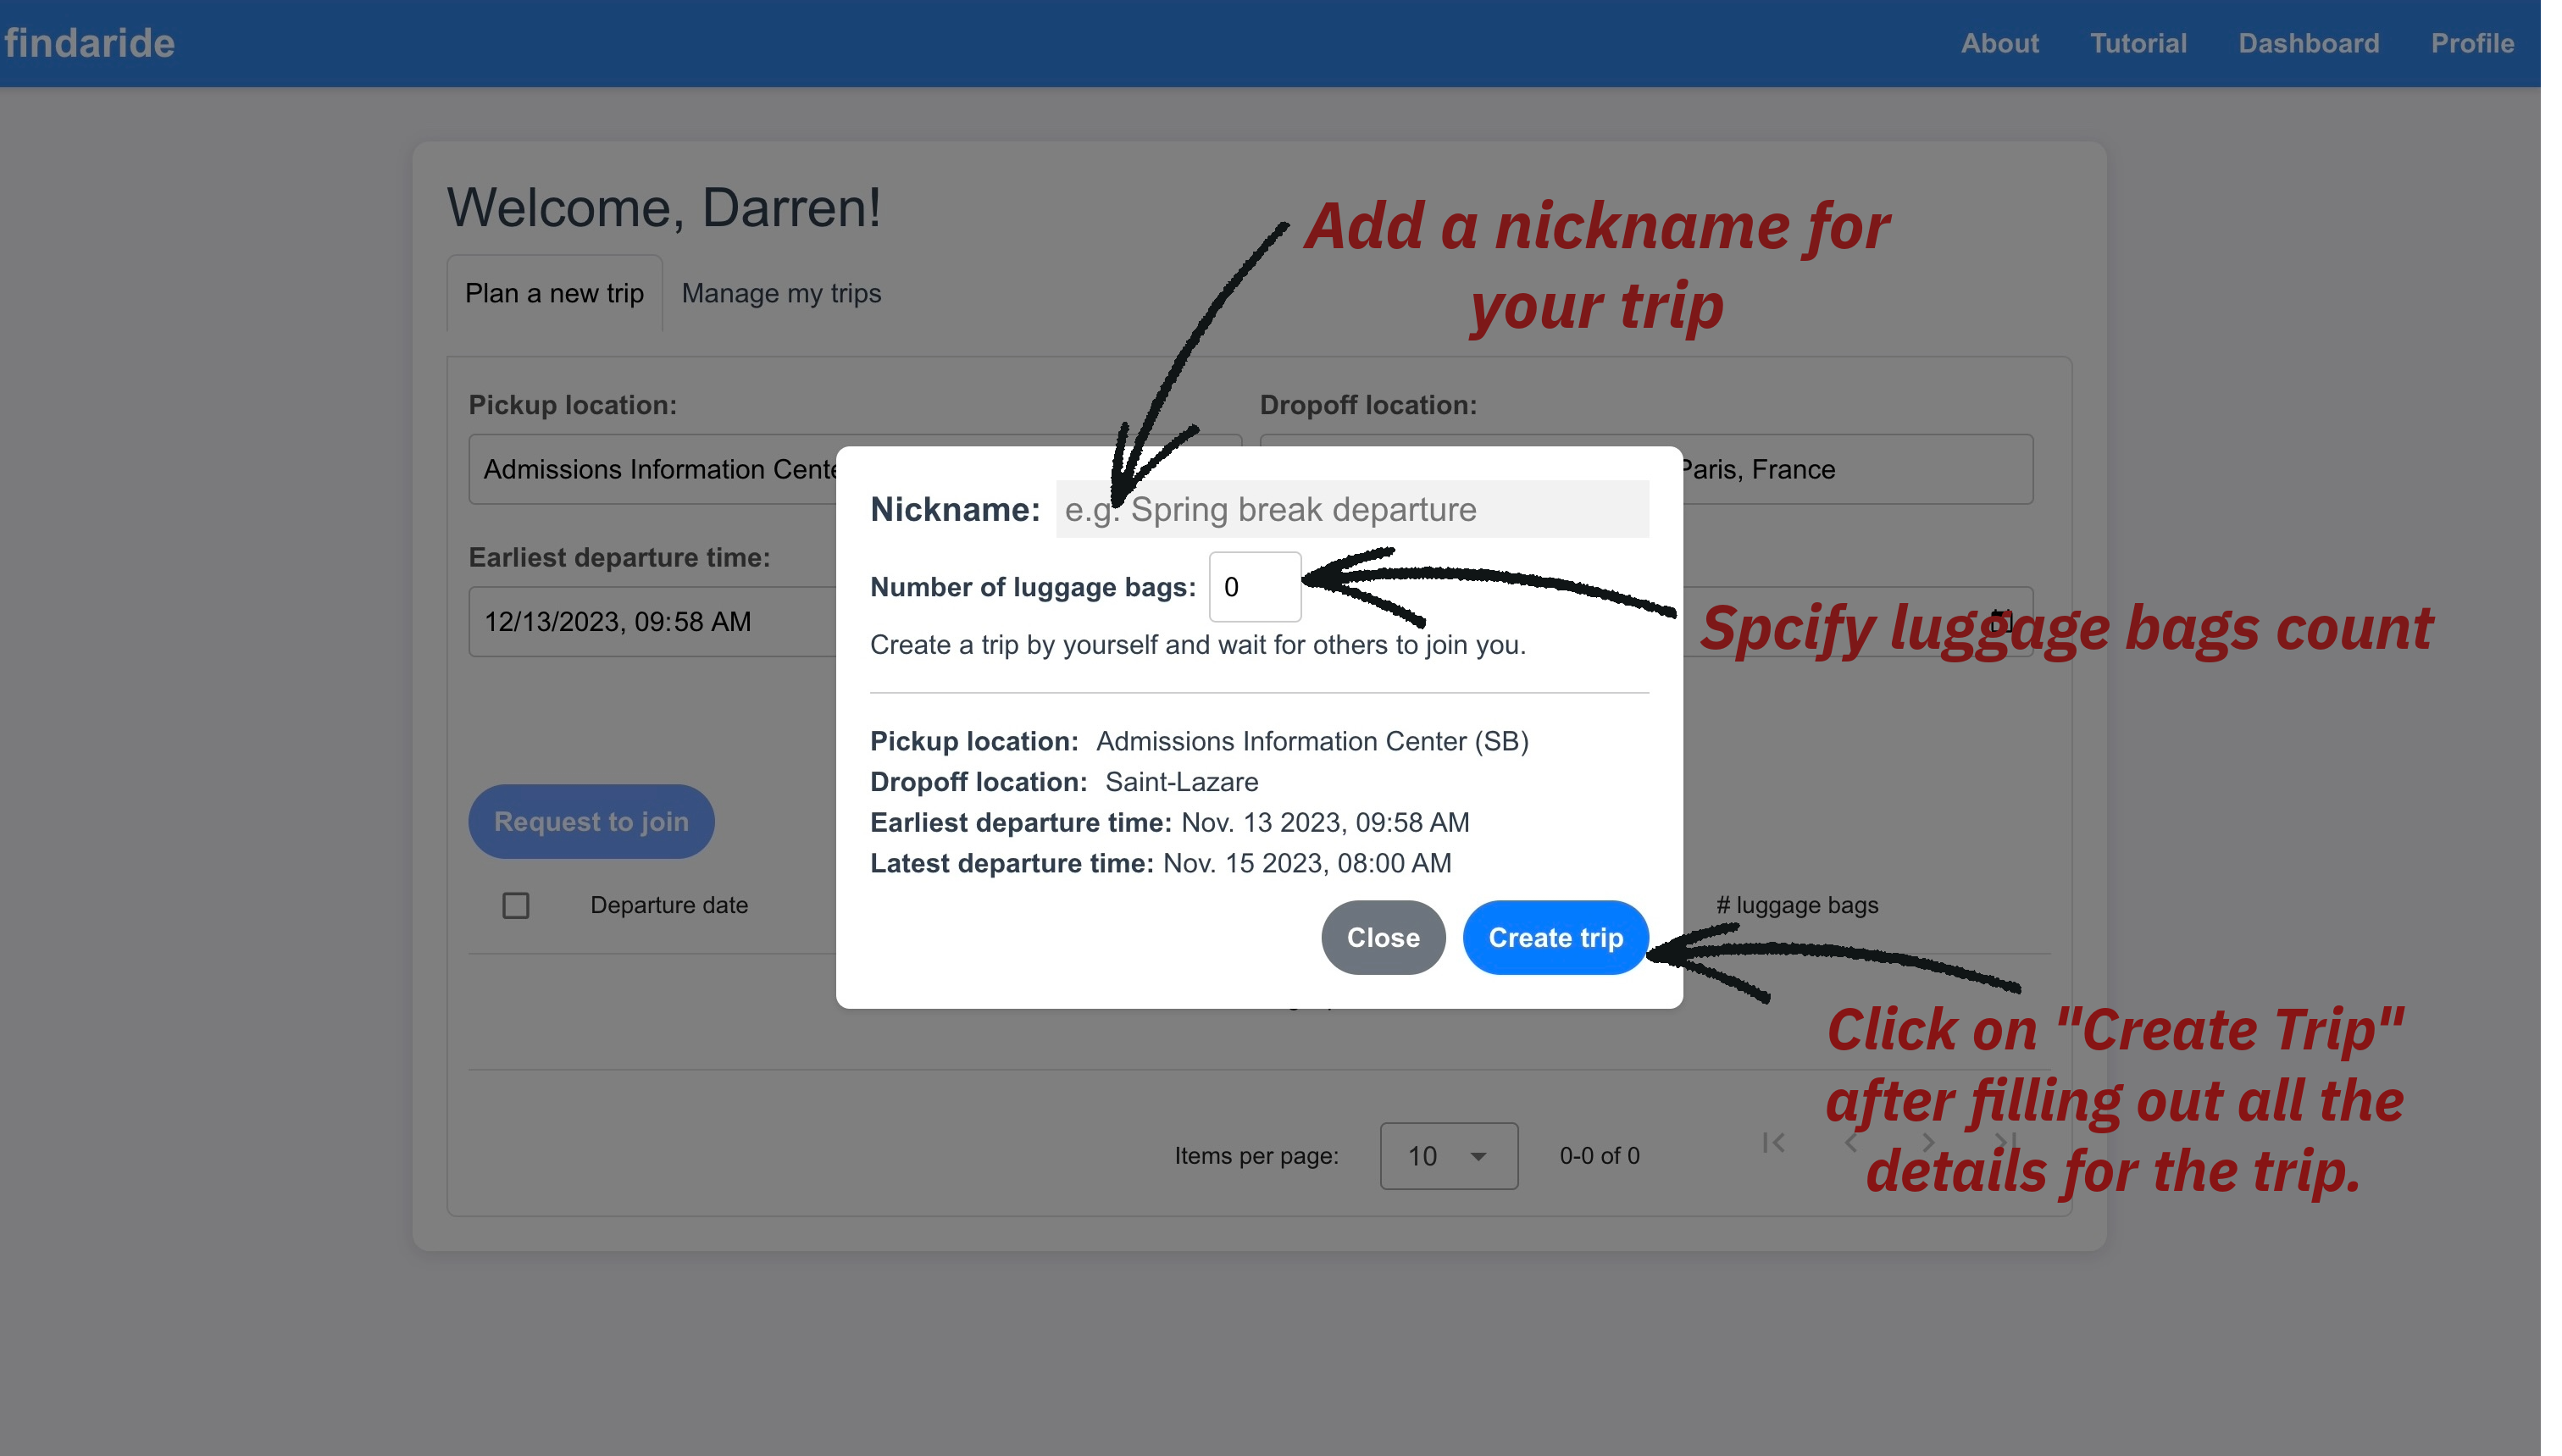 findaride
About Tutorial Dashboard Profile
Welcome, Darren!
Add a nickname for
your trip
Plan a new trip Manage my trips
Pickup location: Dropoff location:
Admissions Information Paris, France
Nickname: e.g. Spring break departure
Earliest departure time:
Number of luggage bags: 0
12/13/2023, 09:58 AM
Spcify luggage bags count
Create a trip by yourself and wait for others to join you.
Pickup location: Admissions Information Center (SB)
Dropoff location: Saint-Lazare
Earliest departure time: Nov. 13 2023, 09:58 AM
Latest departure time: Nov. 15 2023, 08:00 AM
Request to join
Departure date # luggage bags
Close Create trip
Click on "Create Trip"
after filling out all the
details for the trip.
Items per page: 10 0-0 of 0